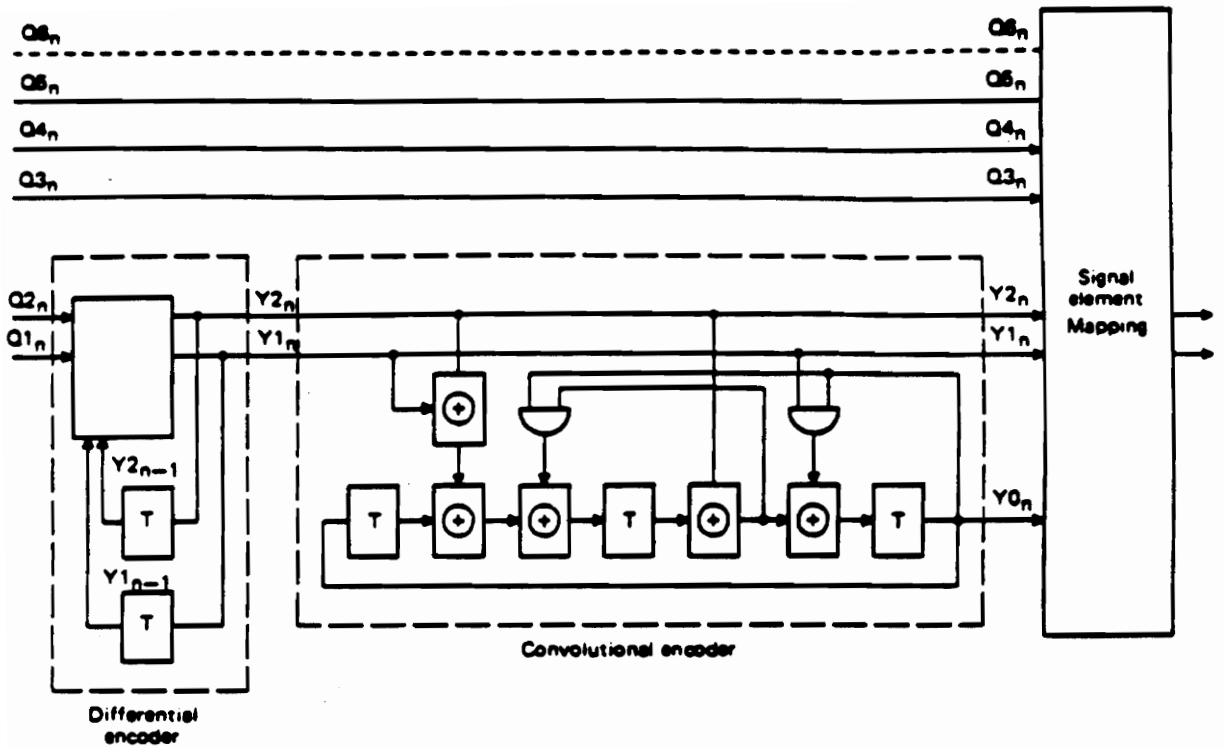 Q6ₙ Q6ₙ
Q5ₙ Q5ₙ
Q4ₙ Q4ₙ
Q3ₙ Q3ₙ
Q2ₙ Y2ₙ Y2ₙ
Q1ₙ Y1ₙ Y1ₙ
Signal
element
Mapping
+
Y2ₙ₋₁
T
T + + T + + T Y0ₙ
Y1ₙ₋₁
T
Convolutional encoder
Differential
encoder